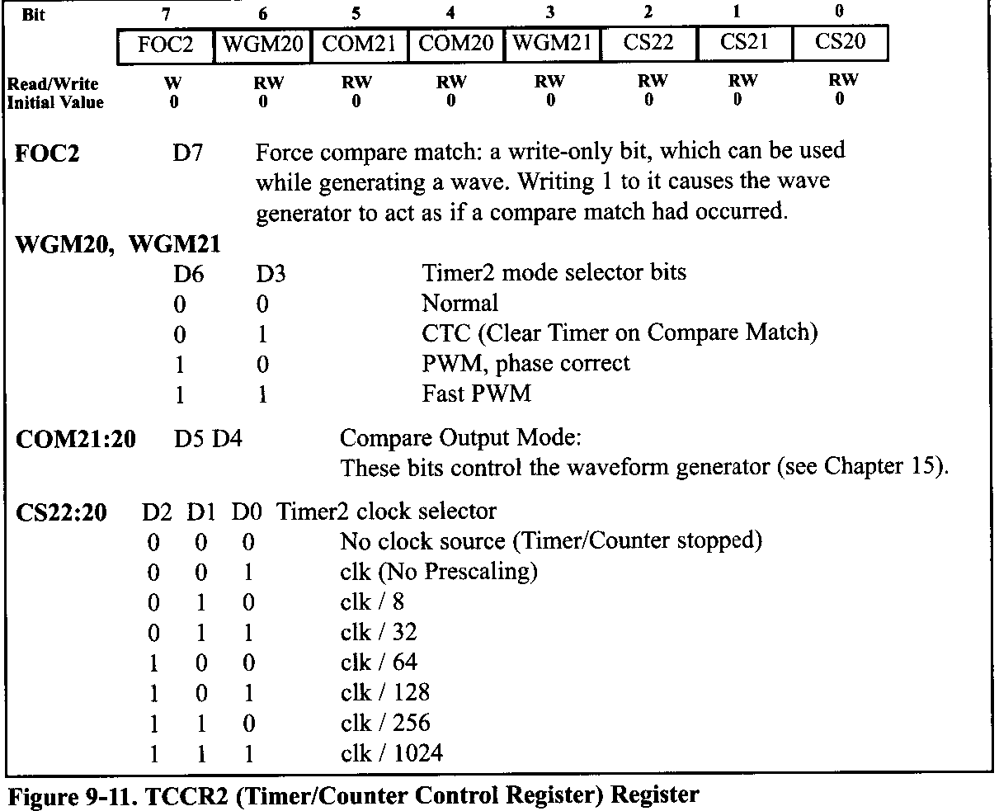 Bit 7 6 5 4 3 2 1 0
FOC2 WGM20 COM21 COM20 WGM21 CS22 CS21 CS20
Read/Write W RW RW RW RW RW RW RW
Initial Value 0 0 0 0 0 0 0 0
FOC2 D7 Force compare match: a write-only bit, which can be used
while generating a wave. Writing 1 to it causes the wave
generator to act as if a compare match had occurred.
WGM20, WGM21
D6 D3 Timer2 mode selector bits
0 0 Normal
0 1 CTC (Clear Timer on Compare Match)
1 0 PWM, phase correct
1 1 Fast PWM
COM21:20 D5 D4 Compare Output Mode:
These bits control the waveform generator (see Chapter 15).
CS22:20 D2 D1 D0 Timer2 clock selector
0 0 0 No clock source (Timer/Counter stopped)
0 0 1 clk (No Prescaling)
0 1 0 clk / 8
0 1 1 clk / 32
1 0 0 clk / 64
1 0 1 clk / 128
1 1 0 clk / 256
1 1 1 clk / 1024
Figure 9-11. TCCR2 (Timer/Counter Control Register) Register